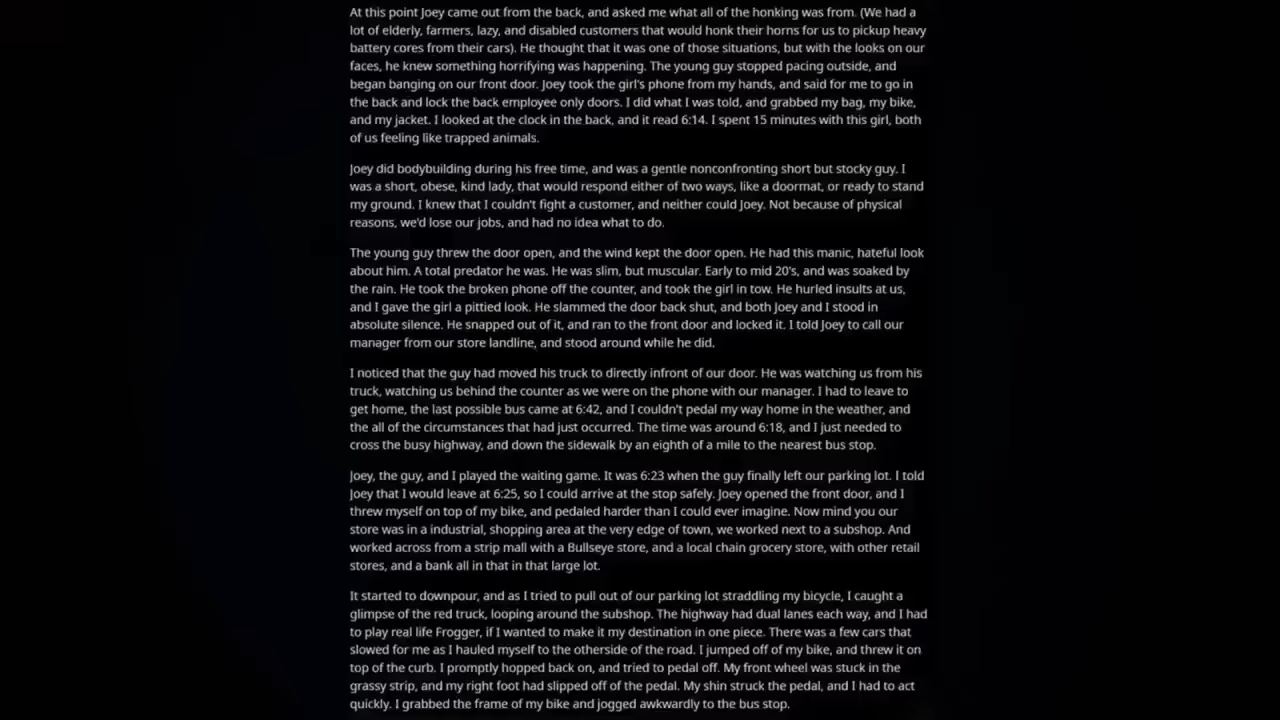 At this point Joey came out from the back, and asked me what all of the honking was from. (We had a
lot of elderly, farmers, lazy, and disabled customers that would honk their horns for us to pickup heavy
battery cores from their cars). He thought that it was one of those situations, but with the looks on our
faces, he knew something horrifying was happening. The young guy stopped pacing outside, and
began banging on our front door. Joey took the girl's phone from my hands, and said for me to go in
the back and lock the back employee only doors. I did what I was told, and grabbed my bag, my bike,
and my jacket. I looked at the clock in the back, and it read 6:14. I spent 15 minutes with this girl, both
of us feeling like trapped animals.
Joey did bodybuilding during his free time, and was a gentle nonconfronting short but stocky guy. I
was a short, obese, kind lady, that would respond either of two ways, like a doormat, or ready to stand
my ground. I knew that I couldn't fight a customer, and neither could Joey. Not because of physical
reasons, we'd lose our jobs, and had no idea what to do.
The young guy threw the door open, and the wind kept the door open. He had this manic, hateful look
about him. A total predator he was. He was slim, but muscular. Early to mid 20's, and was soaked by
the rain. He took the broken phone off the counter, and took the girl in tow. He hurled insults at us,
and I gave the girl a pittied look. He slammed the door back shut, and both Joey and I stood in
absolute silence. He snapped out of it, and ran to the front door and locked it. I told Joey to call our
manager from our store landline, and stood around while he did.
I noticed that the guy had moved his truck to directly infront of our door. He was watching us from his
truck, watching us behind the counter as we were on the phone with our manager. I had to leave to
get home, the last possible bus came at 6:42, and I couldn't pedal my way home in the weather, and
the all of the circumstances that had just occurred. The time was around 6:18, and I just needed to
cross the busy highway, and down the sidewalk by an eighth of a mile to the nearest bus stop.
Joey, the guy, and I played the waiting game. It was 6:23 when the guy finally left our parking lot. I told
Joey that I would leave at 6:25, so I could arrive at the stop safely. Joey opened the front door, and I
threw myself on top of my bike, and pedaled harder than I could ever imagine. Now mind you our
store was in a industrial, shopping area at the very edge of town, we worked next to a subshop. And
worked across from a strip mall with a Bullseye store, and a local chain grocery store, with other retail
stores, and a bank all in that in that large lot.
It started to downpour, and as I tried to pull out of our parking lot straddling my bicycle, I caught a
glimpse of the red truck, looping around the subshop. The highway had dual lanes each way, and I had
to play real life Frogger, if I wanted to make it my destination in one piece. There was a few cars that
slowed for me as I hauled myself to the otherside of the road. I jumped off of my bike, and threw it on
top of the curb. I promptly hopped back on, and tried to pedal off. My front wheel was stuck in the
grassy strip, and my right foot had slipped off of the pedal. My shin struck the pedal, and I had to act
quickly. I grabbed the frame of my bike and jogged awkwardly to the bus stop.